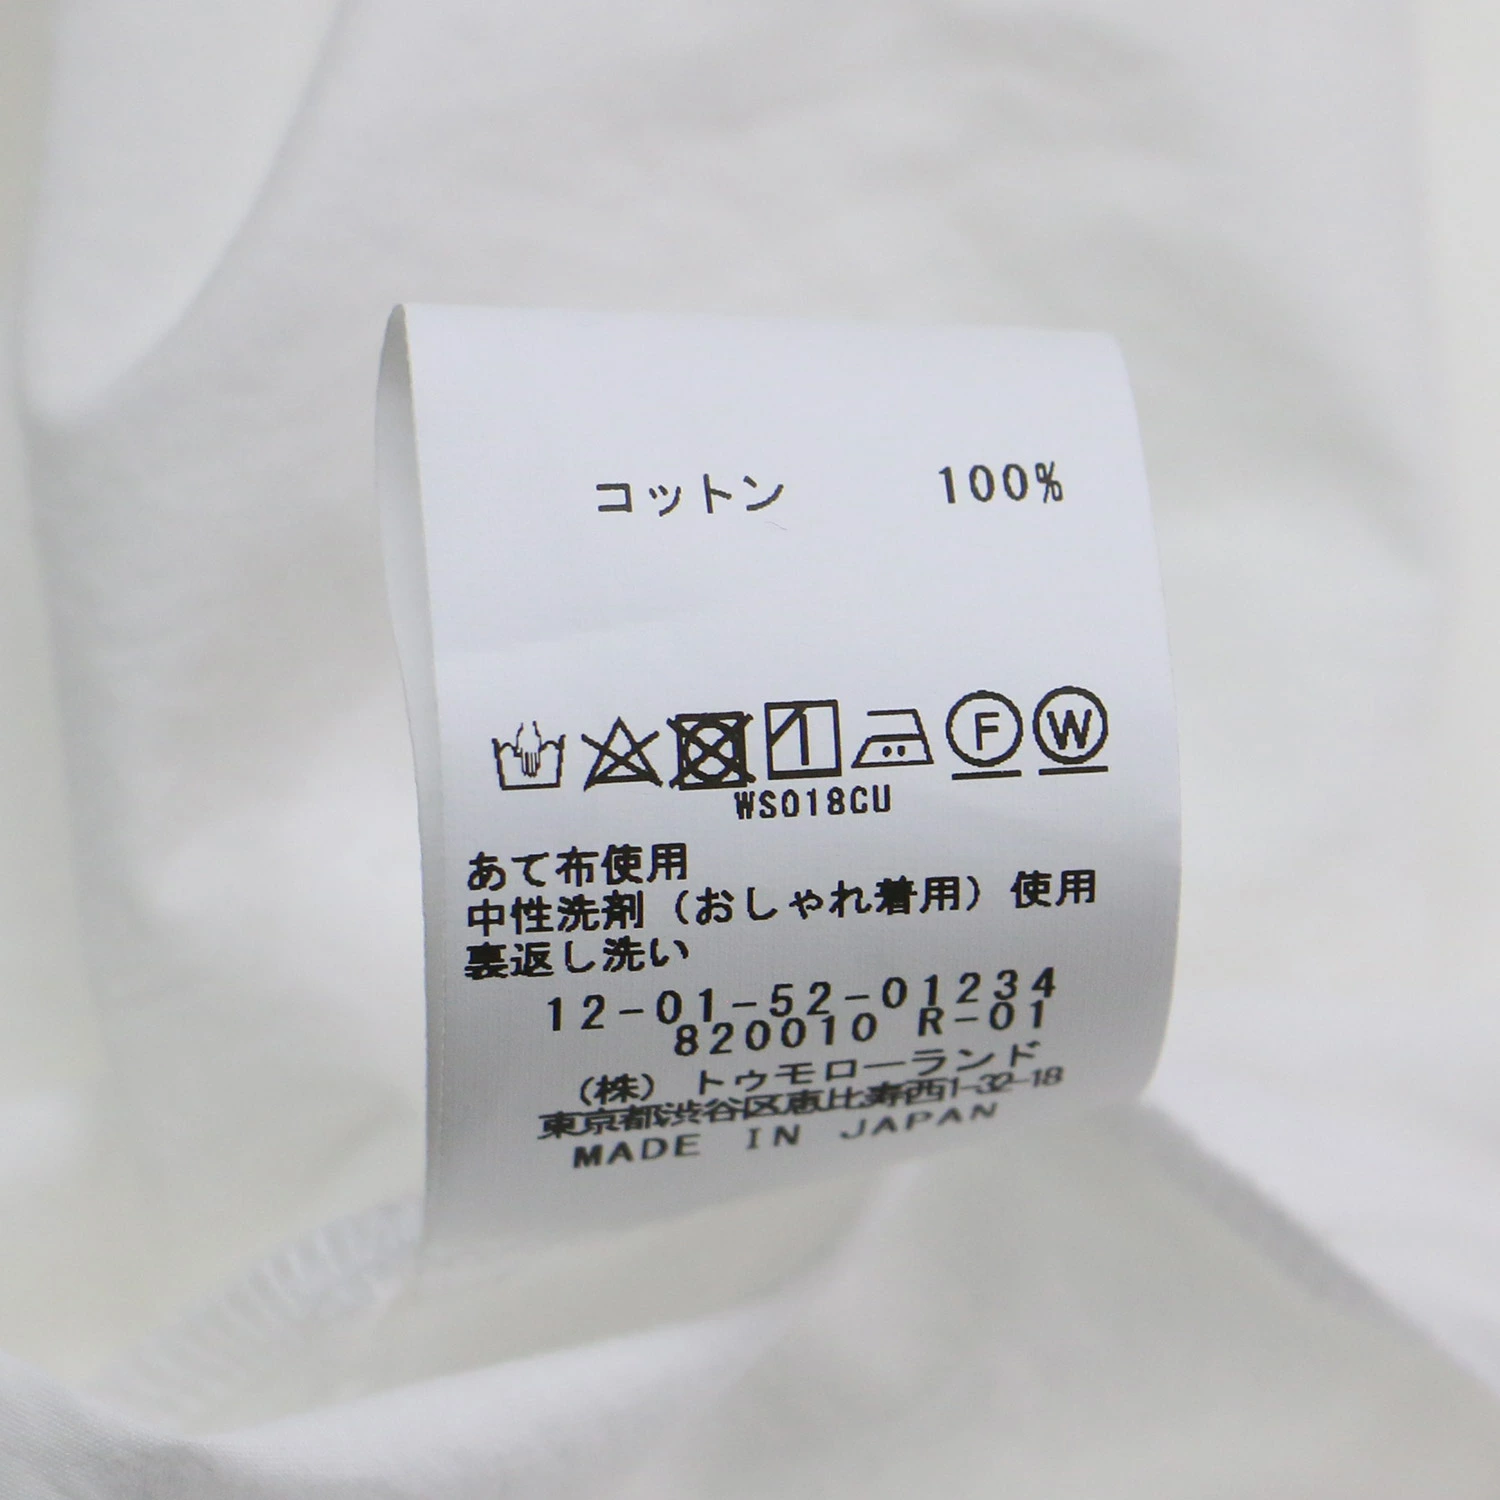 コットン 100%
F W
WS018CU
あて布使用
中性洗剤（おしゃれ着用）使用
裏返し洗い
12-01-52-01234
820010 R-01
（株）トゥモローランド
東京都渋谷区恵比寿西1-32-18
MADE IN JAPAN